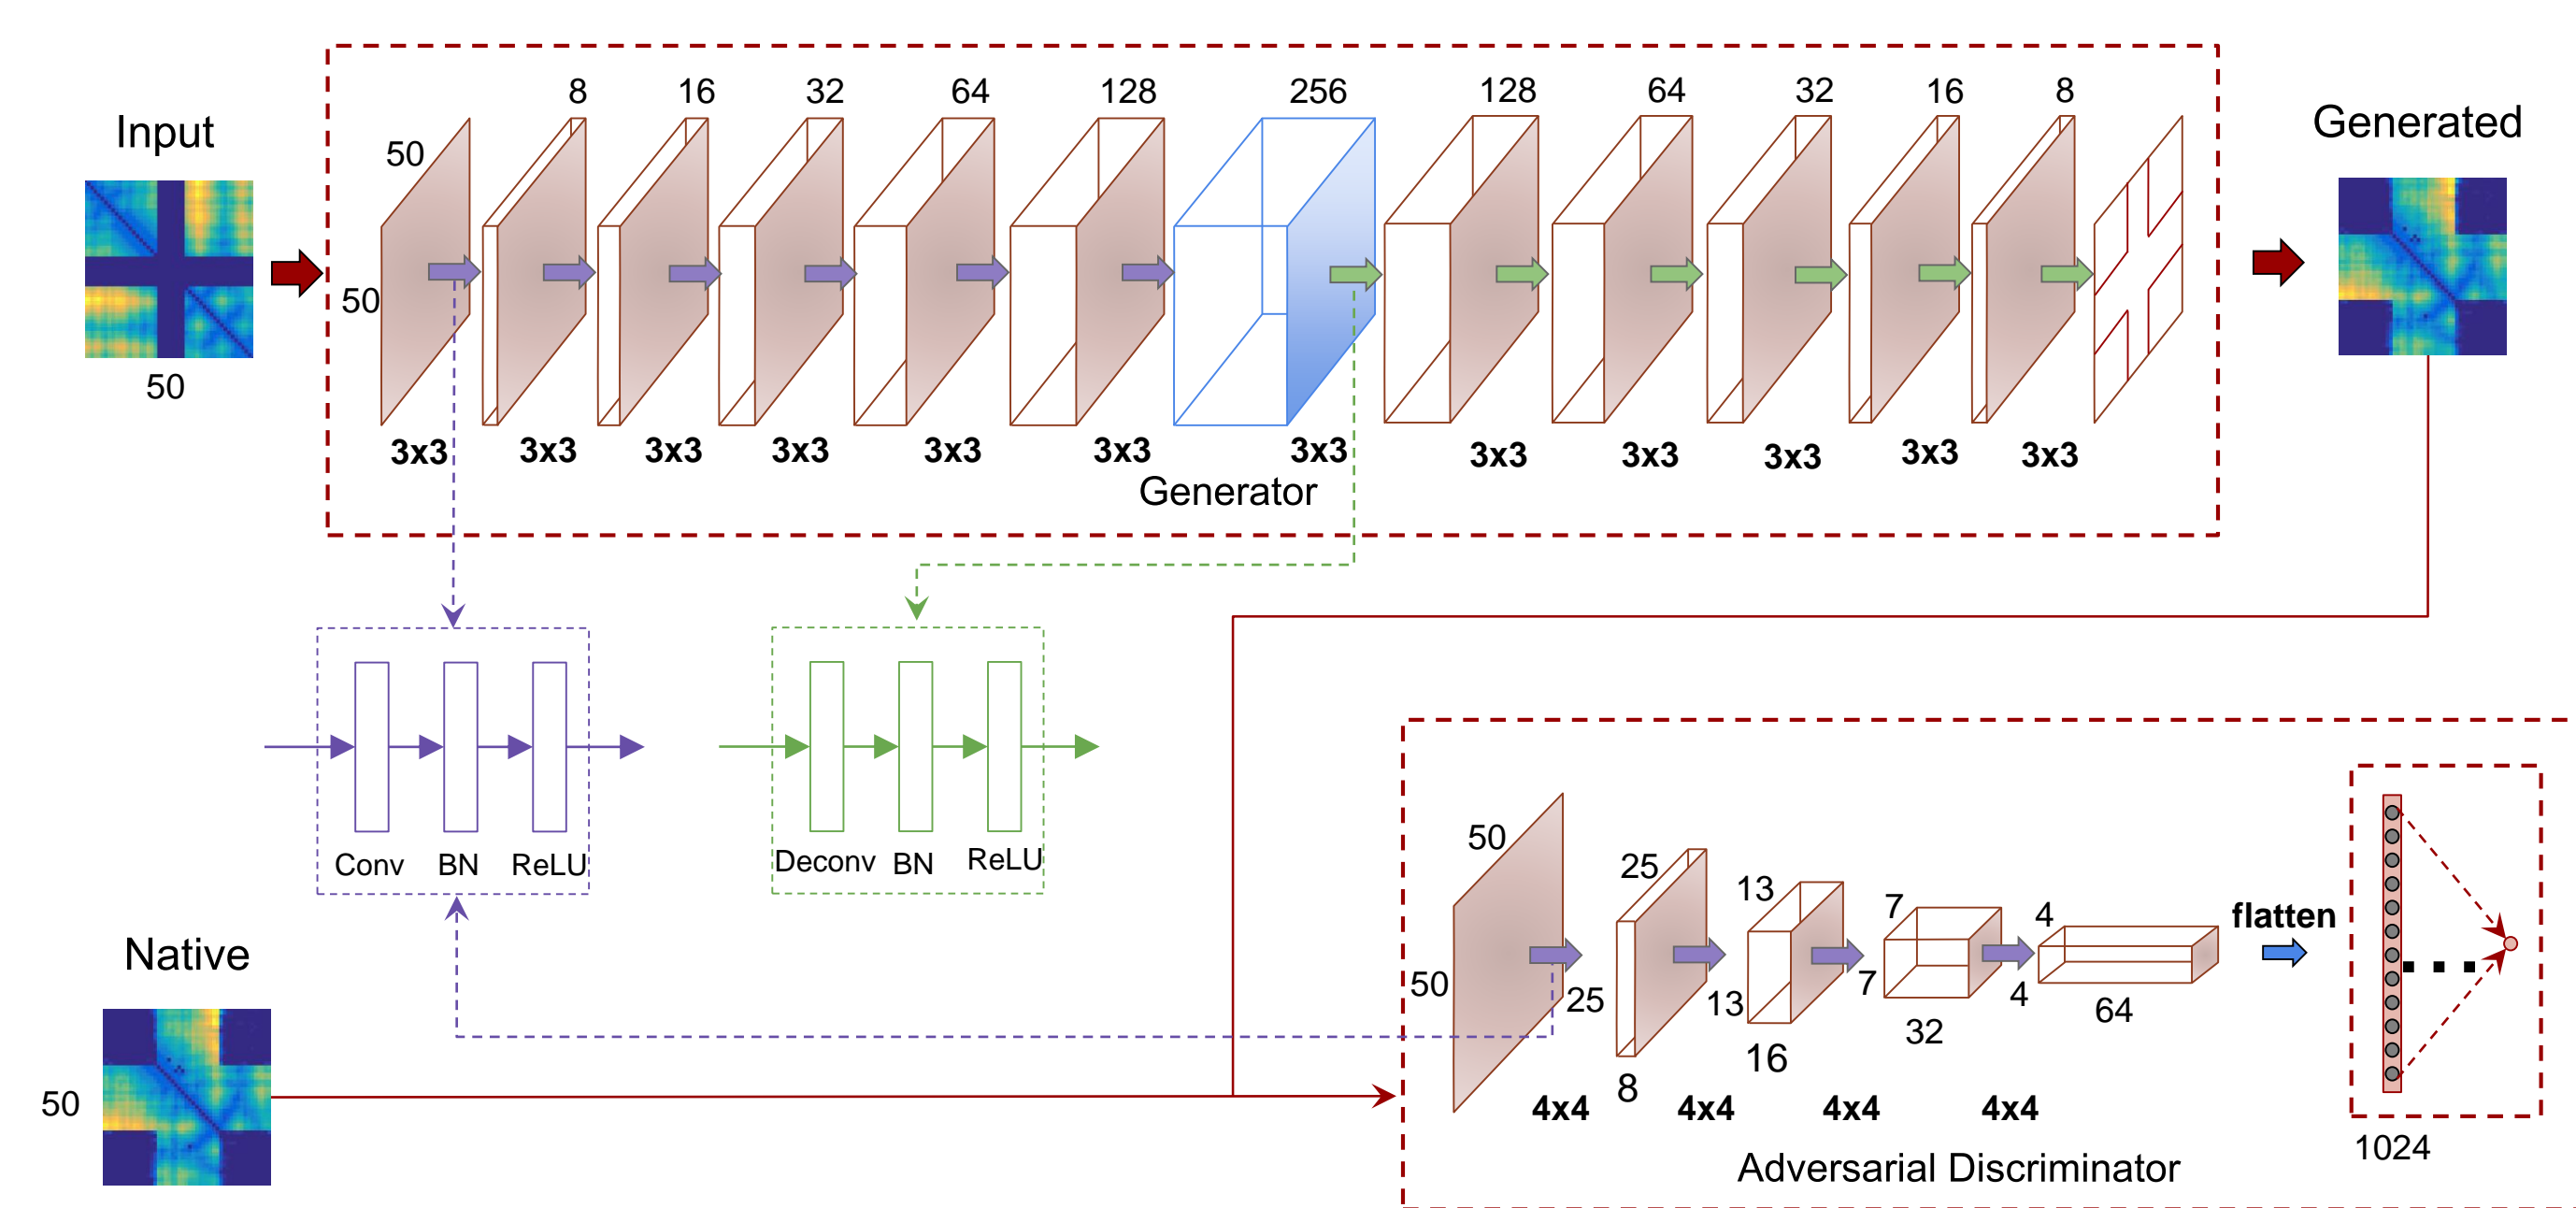 8 16 32 64 128 256 128 64 32 16 8
Input
50
50
50
Generated
3x3 3x3 3x3 3x3 3x3 3x3 3x3 3x3 3x3 3x3 3x3 3x3
Generator
Conv BN ReLU
Deconv BN ReLU
Native
50
50
50
25
25
13
13
7
7
4
4
8
16
32
64
4x4 4x4 4x4 4x4
flatten
1024
Adversarial Discriminator